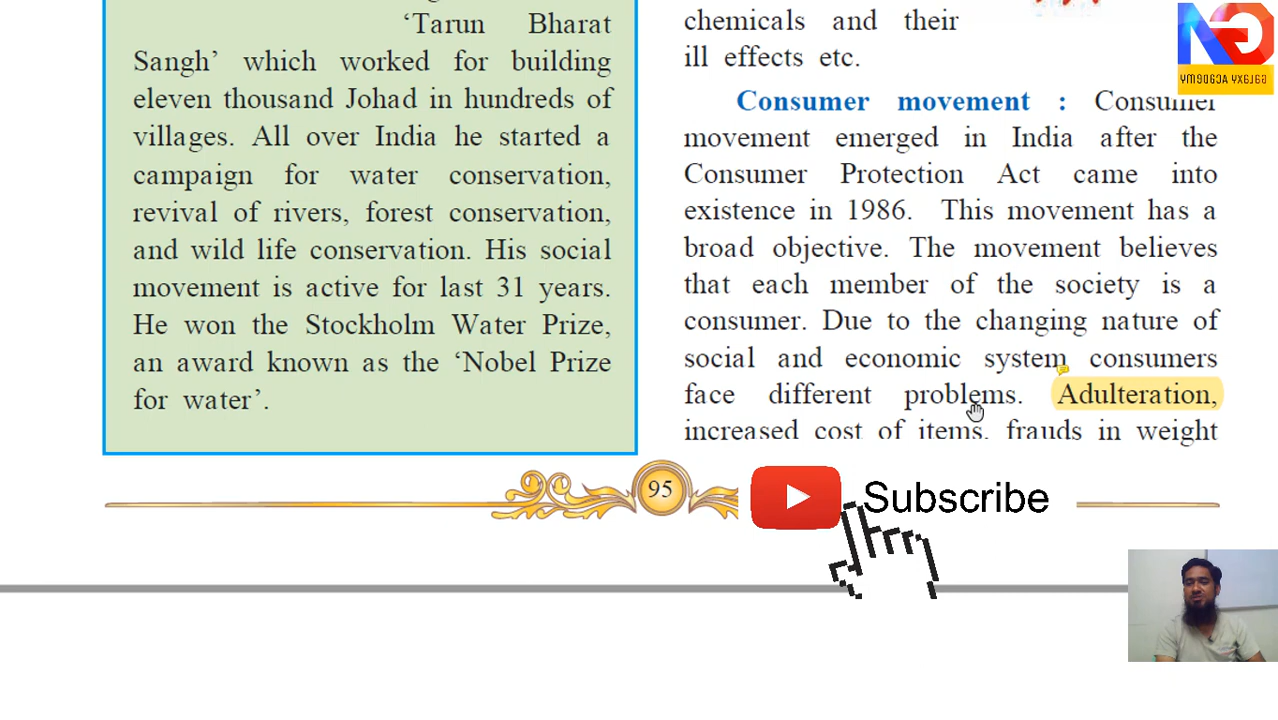 ‘Tarun Bharat
Sangh’ which worked for building
eleven thousand Johad in hundreds of
villages. All over India he started a
campaign for water conservation,
revival of rivers, forest conservation,
and wild life conservation. His social
movement is active for last 31 years.
He won the Stockholm Water Prize,
an award known as the ‘Nobel Prize
for water’.
chemicals and their
ill effects etc.
Consumer movement : Consumer
movement emerged in India after the
Consumer Protection Act came into
existence in 1986. This movement has a
broad objective. The movement believes
that each member of the society is a
consumer. Due to the changing nature of
social and economic system consumers
face different problems. Adulteration,
increased cost of items, frauds in weight
95
Subscribe